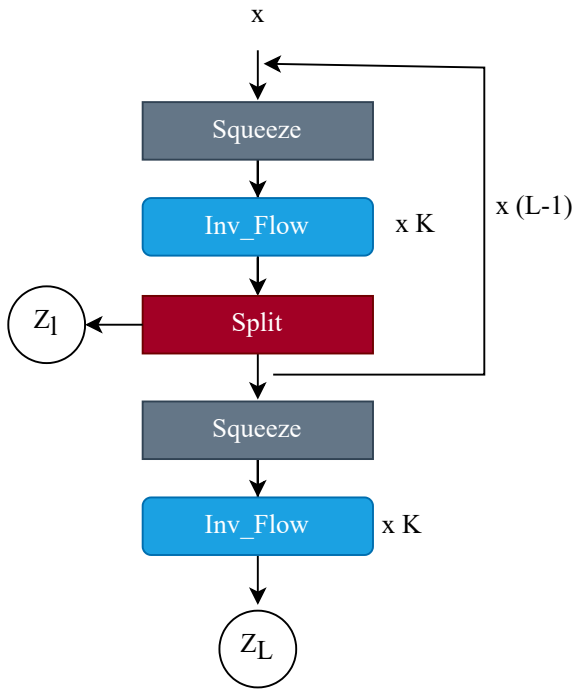 x
Squeeze
Inv_Flow
x K
x (L-1)
Split
Zl
Squeeze
Inv_Flow
x K
ZL